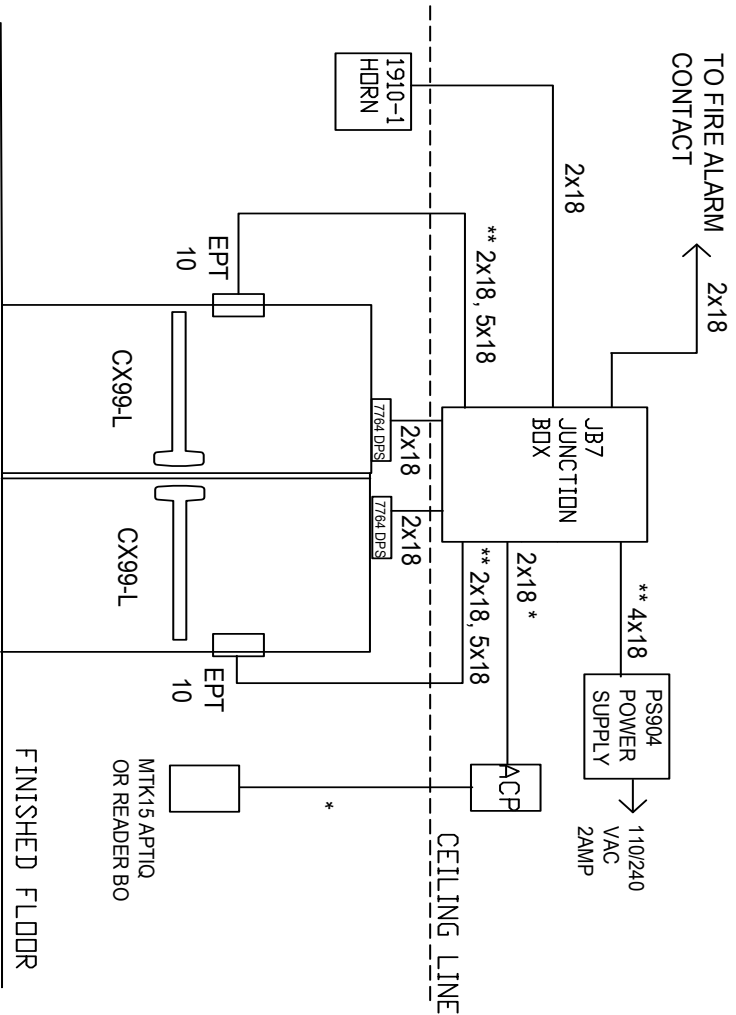 TO FIRE ALARM
CONTACT
2x18
1910-1
HORN
2x18
** 2x18, 5x18
JB7
JUNCTION
BOX
** 4x18
PS904
POWER
SUPPLY
110/240
VAC
2AMP
EPT
10
7764 DPS
2x18
7764 DPS
2x18
** 2x18, 5x18
2x18 *
ACP
CEILING LINE
CX99-L
CX99-L
EPT
10
*
MTK15 APTIQ
OR READER BO
FINISHED FLOOR